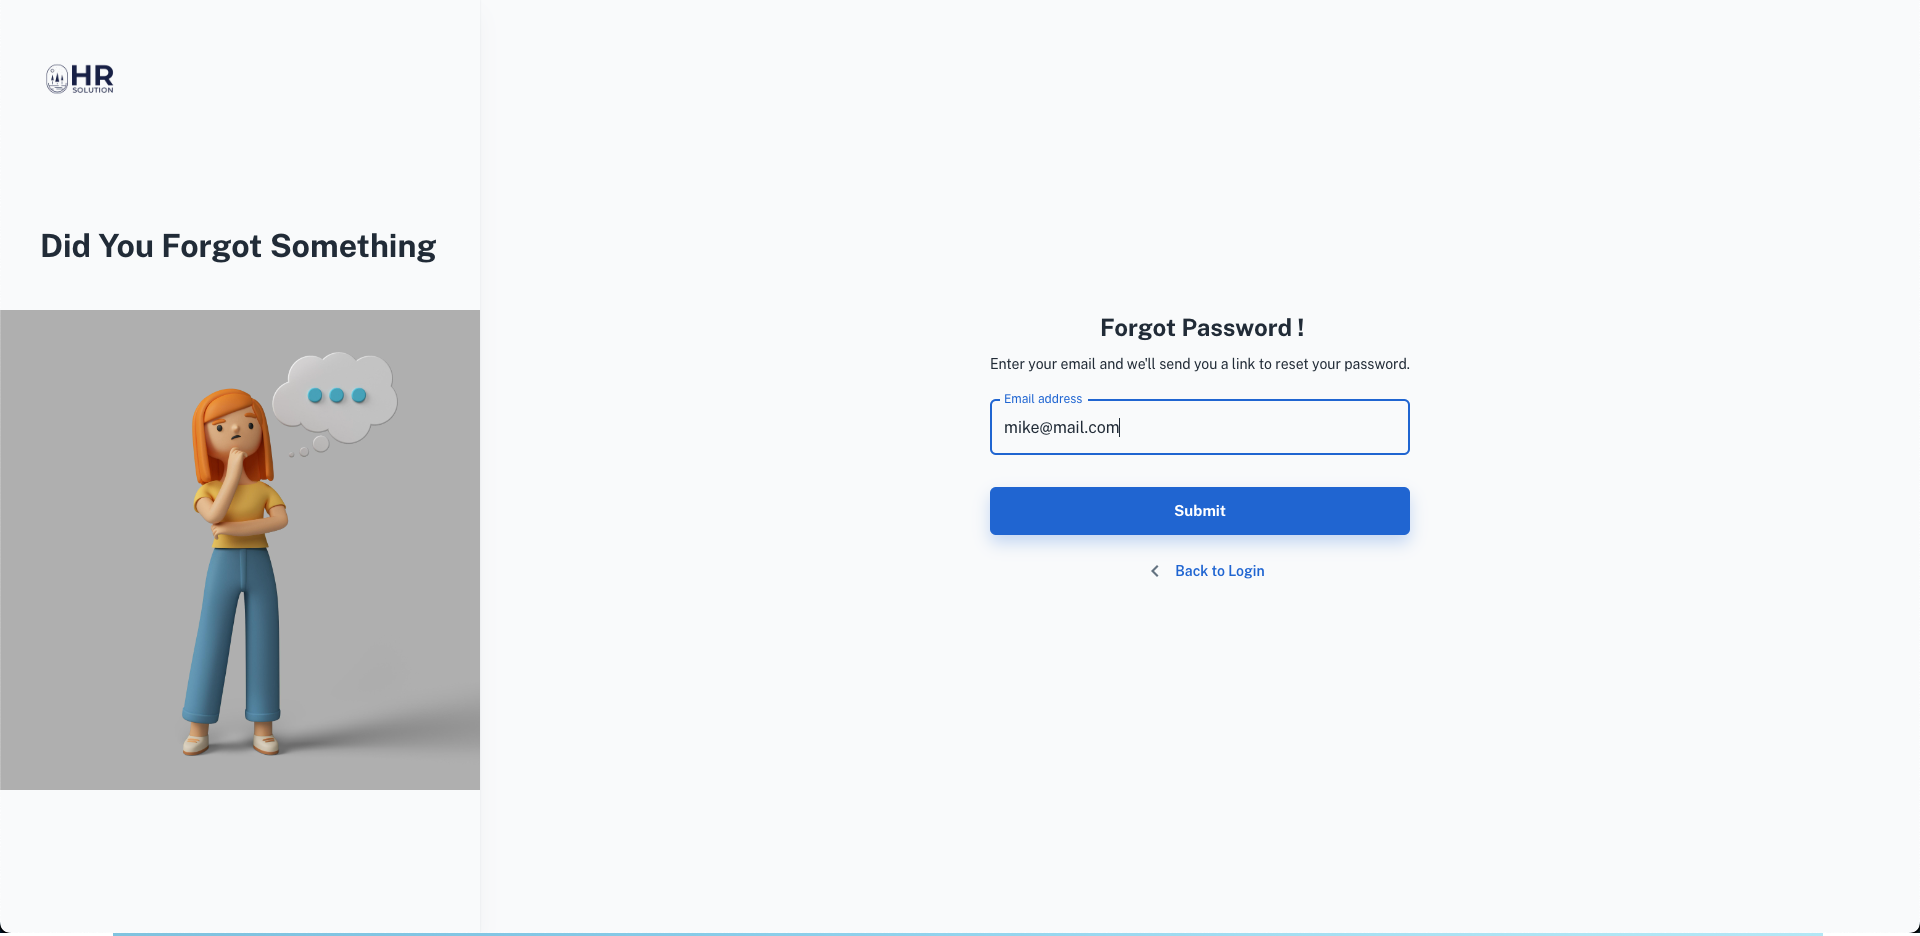 HR
SOLUTION
Did You Forgot Something
Forgot Password !
Enter your email and we'll send you a link to reset your password.
Email address
mike@mail.com
Submit
Back to Login